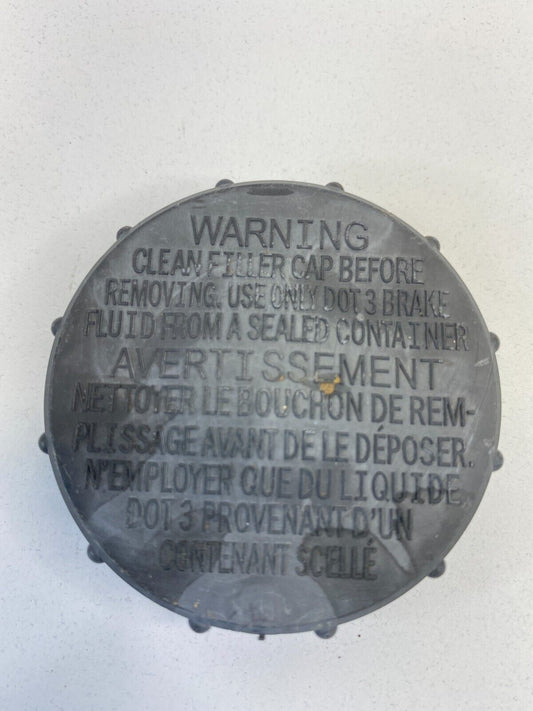 WARNING
CLEAN FILLER CAP BEFORE
REMOVING. USE ONLY DOT 3 BRAKE
FLUID FROM A SEALED CONTAINER
AVERTISSEMENT
NETTOYER LE BOUCHON DE REM-
PLISSAGE AVANT DE LE DÉPOSER.
N'EMPLOYER QUE DU LIQUIDE
DOT 3 PROVENANT D'UN
CONTENANT SCELLÉ